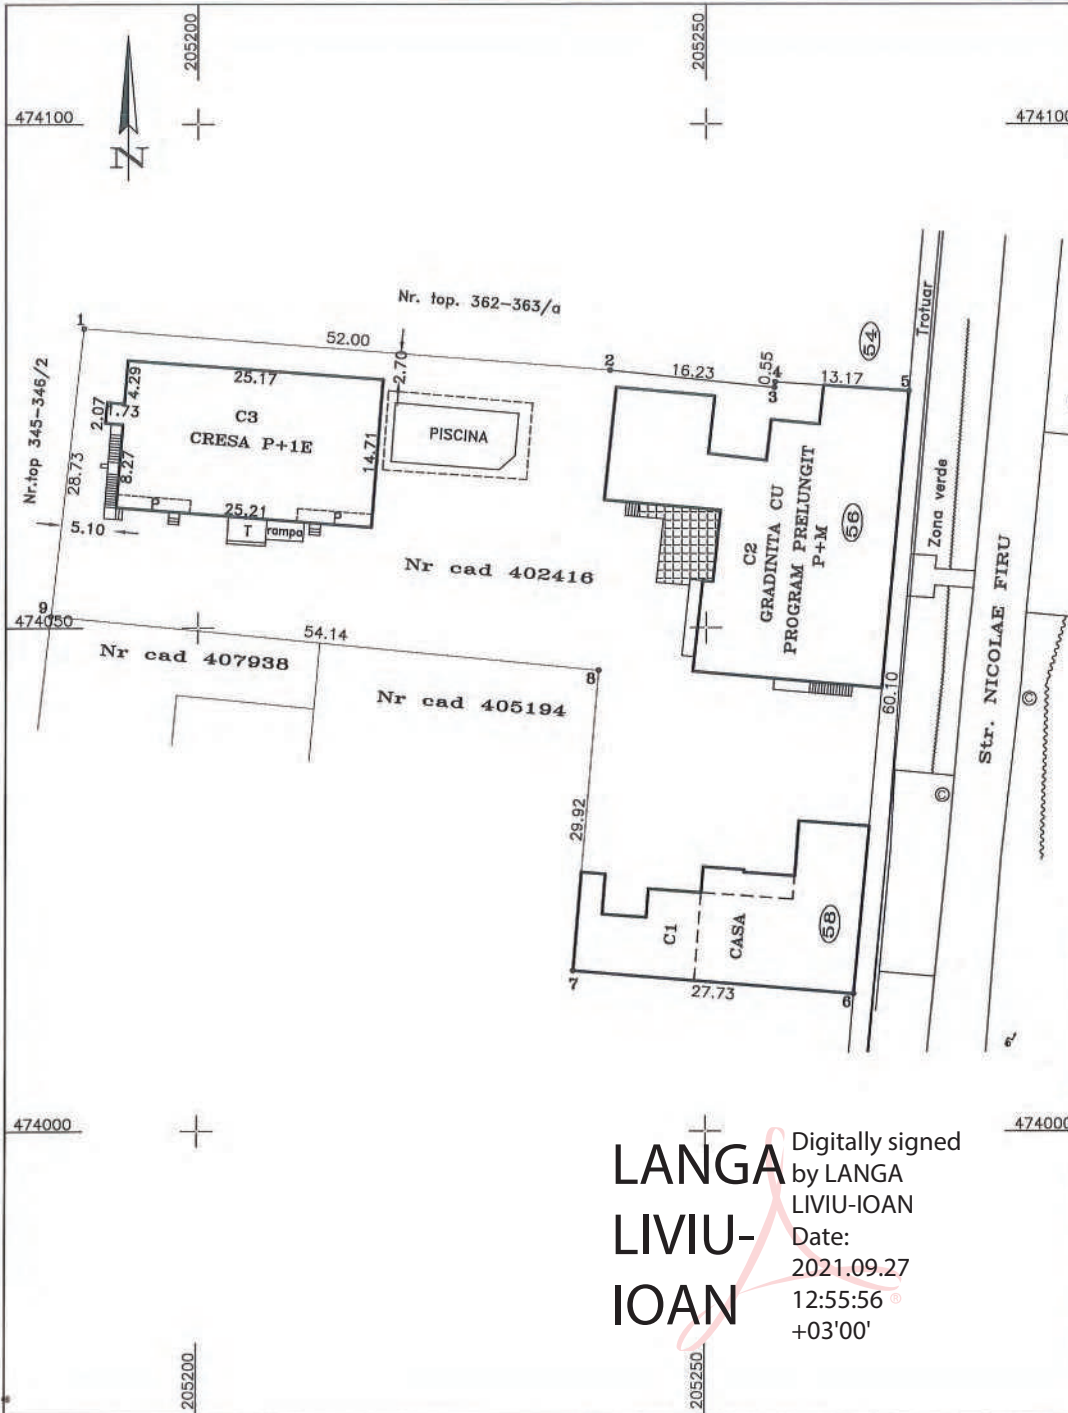 205200
205250
474100
474100
N
Nr. top. 362-363/a
Trotuar
54
1
52.00
2
16.23
0.55
4
3
13.17
5
2.70
Nr.top 345-346/2
28.73
4.29
25.17
2.07
1.73
C3
CRESA P+1E
8.27
14.71
PISCINA
P
25.21
P
T
rampa
5.10
Nr cad 402416
C2
GRADINITA CU
PROGRAM PRELUNGIT
P+M
56
Zona verde
Str. NICOLAE FIRU
9
474050
54.14
Nr cad 407938
8
Nr cad 405194
60.10
C
C
29.92
C1
CASA
58
7
27.73
6
474000
474000
LANGA
LIVIU-
IOAN
Digitally signed
by LANGA
LIVIU-IOAN
Date:
2021.09.27
12:55:56
+03'00'
®
205200
205250